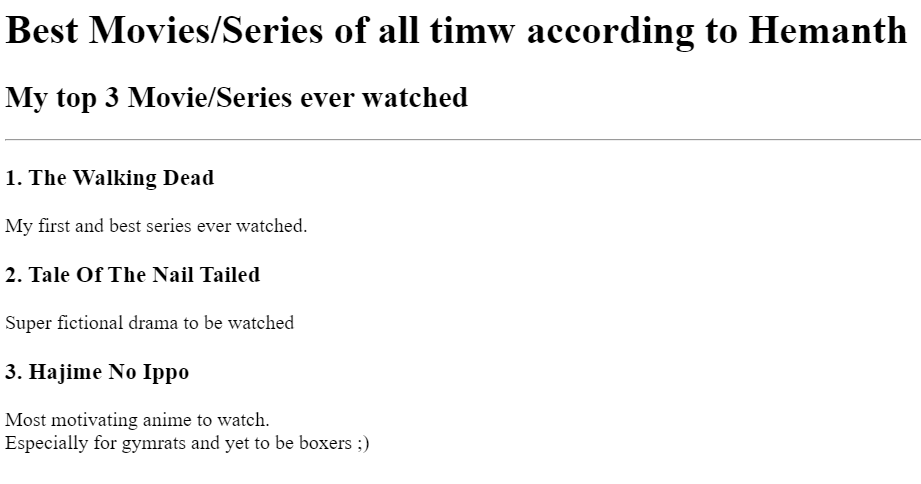 Best Movies/Series of all timw according to Hemanth
My top 3 Movie/Series ever watched
1. The Walking Dead
My first and best series ever watched.
2. Tale Of The Nail Tailed
Super fictional drama to be watched
3. Hajime No Ippo
Most motivating anime to watch.
Especially for gymrats and yet to be boxers ;)